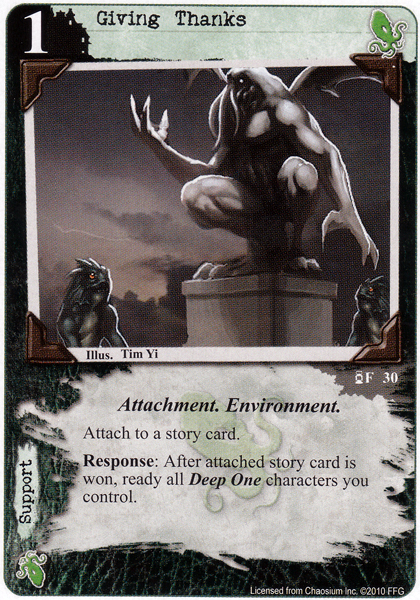 1
Giving Thanks
Illus. Tim Yi
F 30
Attachment. Environment.
Attach to a story card.
Response: After attached story card is
won, ready all Deep One characters you
control.
Support
Licensed from Chaosium Inc. ©2010 FFG